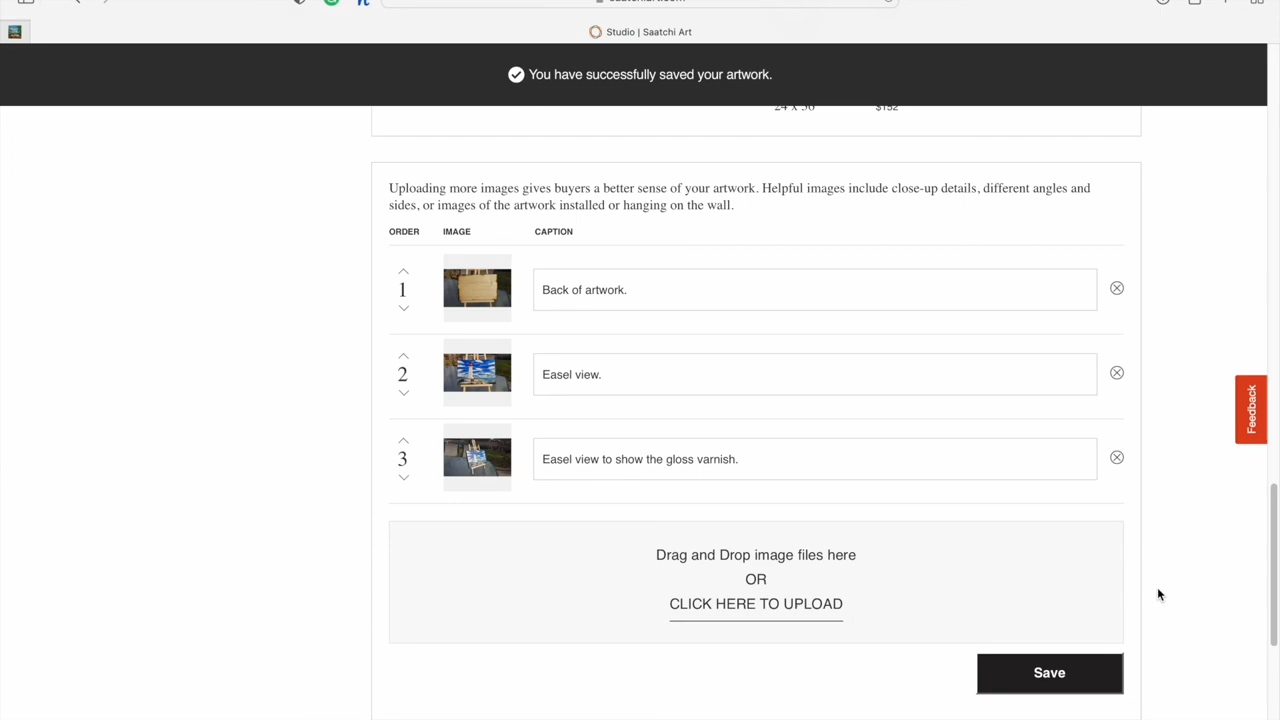 Studio | Saatchi Art
You have successfully saved your artwork.
Uploading more images gives buyers a better sense of your artwork. Helpful images include close-up details, different angles and
sides, or images of the artwork installed or hanging on the wall.
ORDER IMAGE CAPTION
1 Back of artwork.
2 Easel view.
3 Easel view to show the gloss varnish.
Feedback
Drag and Drop image files here
OR
CLICK HERE TO UPLOAD
Save